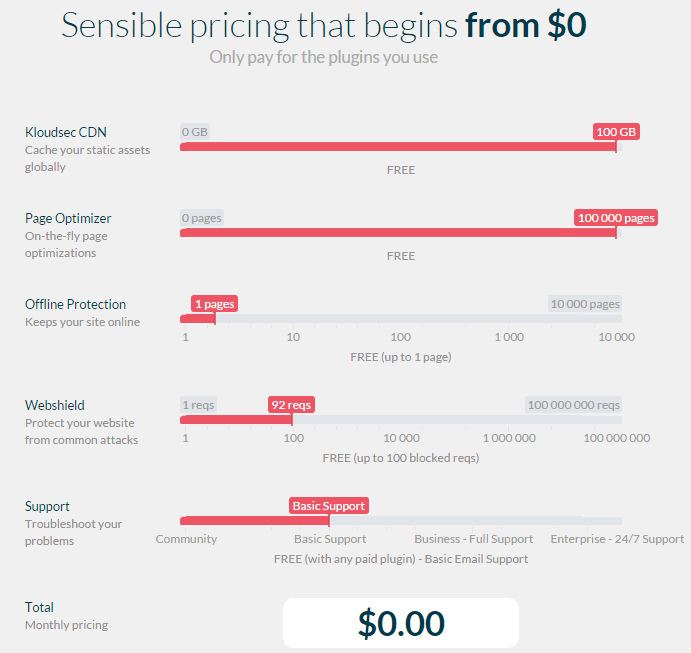 Sensible pricing that begins from $0
Only pay for the plugins you use
Kloudsec CDN
Cache your static assets
globally
0 GB
100 GB
FREE
Page Optimizer
On-the-fly page
optimizations
0 pages
100 000 pages
FREE
Offline Protection
Keeps your site online
1 pages
10 000 pages
1 10 100 1 000 10 000
FREE (up to 1 page)
Webshield
Protect your website
from common attacks
1 reqs
92 reqs
100 000 000 reqs
1 100 10 000 1 000 000 100 000 000
FREE (up to 100 blocked reqs)
Support
Troubleshoot your
problems
Basic Support
Community Basic Support Business - Full Support Enterprise - 24/7 Support
FREE (with any paid plugin) - Basic Email Support
Total
Monthly pricing
$0.00